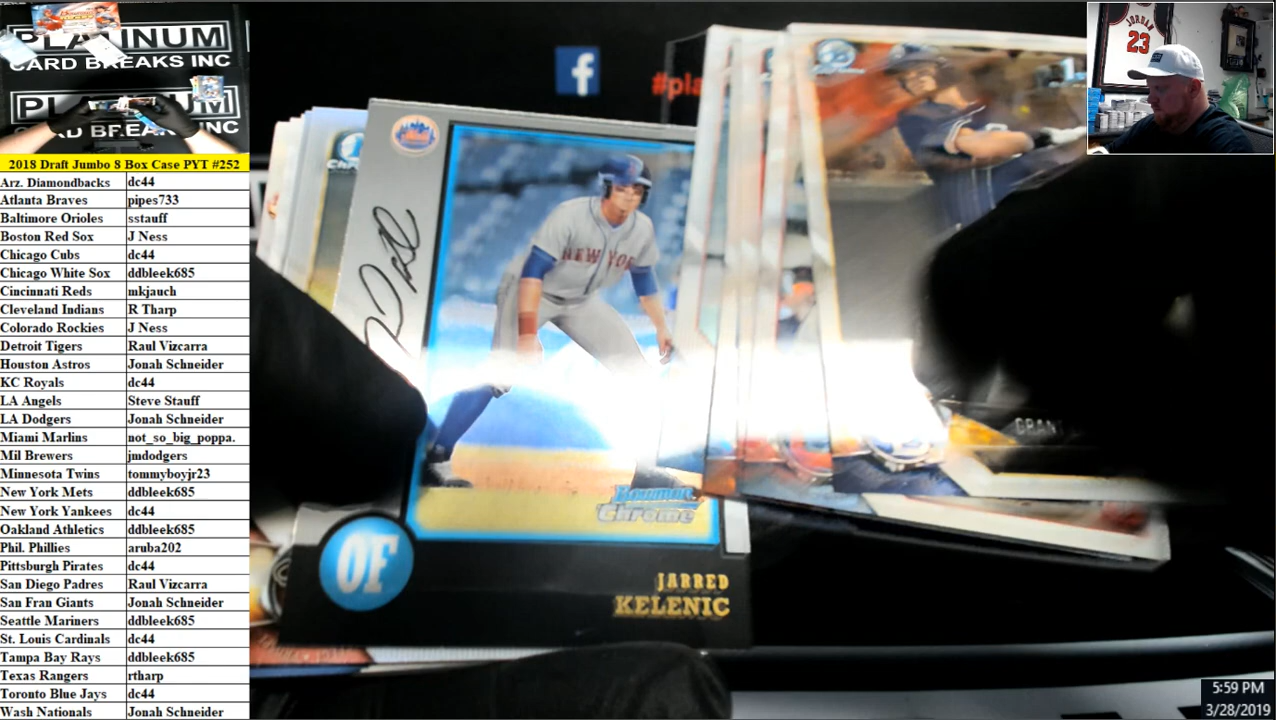 PLATINUM
CARD BREAKS INC
PLATINUM
CARD BREAKS INC
2018 Draft Jumbo 8 Box Case PYT #252
Arz. Diamondbacks dc44
Atlanta Braves pipes733
Baltimore Orioles sstauff
Boston Red Sox J Ness
Chicago Cubs dc44
Chicago White Sox ddbleek685
Cincinnati Reds mkjauch
Cleveland Indians R Tharp
Colorado Rockies J Ness
Detroit Tigers Raul Vizcarra
Houston Astros Jonah Schneider
KC Royals dc44
LA Angels Steve Stauff
LA Dodgers Jonah Schneider
Miami Marlins not_so_big_poppa.
Mil Brewers jmdodgers
Minnesota Twins tommyboyjr23
New York Mets ddbleek685
New York Yankees dc44
Oakland Athletics ddbleek685
Phil. Phillies aruba202
Pittsburgh Pirates dc44
San Diego Padres Raul Vizcarra
San Fran Giants Jonah Schneider
Seattle Mariners ddbleek685
St. Louis Cardinals dc44
Tampa Bay Rays ddbleek685
Texas Rangers rtharp
Toronto Blue Jays dc44
Wash Nationals Jonah Schneider
f
#pla
1st
NEW YORK
Bowman
Chrome
OF
JARRED
KELENIC
GRAN
JORDAN
23
5:59 PM
3/28/2019